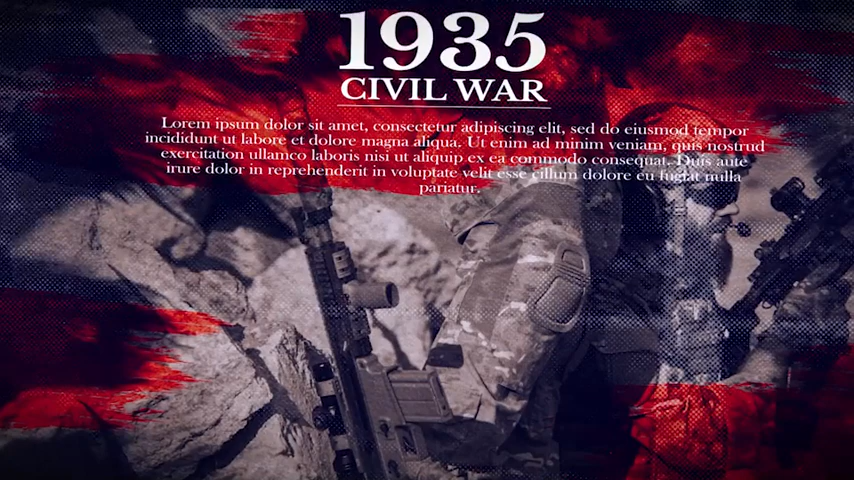 1935
CIVIL WAR
Lorem ipsum dolor sit amet, consectetur adipiscing elit, sed do eiusmod tempor
incididunt ut labore et dolore magna aliqua. Ut enim ad minim veniam, quis nostrud
exercitation ullamco laboris nisi ut aliquip ex ea commodo consequat. Duis aute
irure dolor in reprehenderit in voluptate velit esse cillum dolore eu fugiat nulla
pariatur.